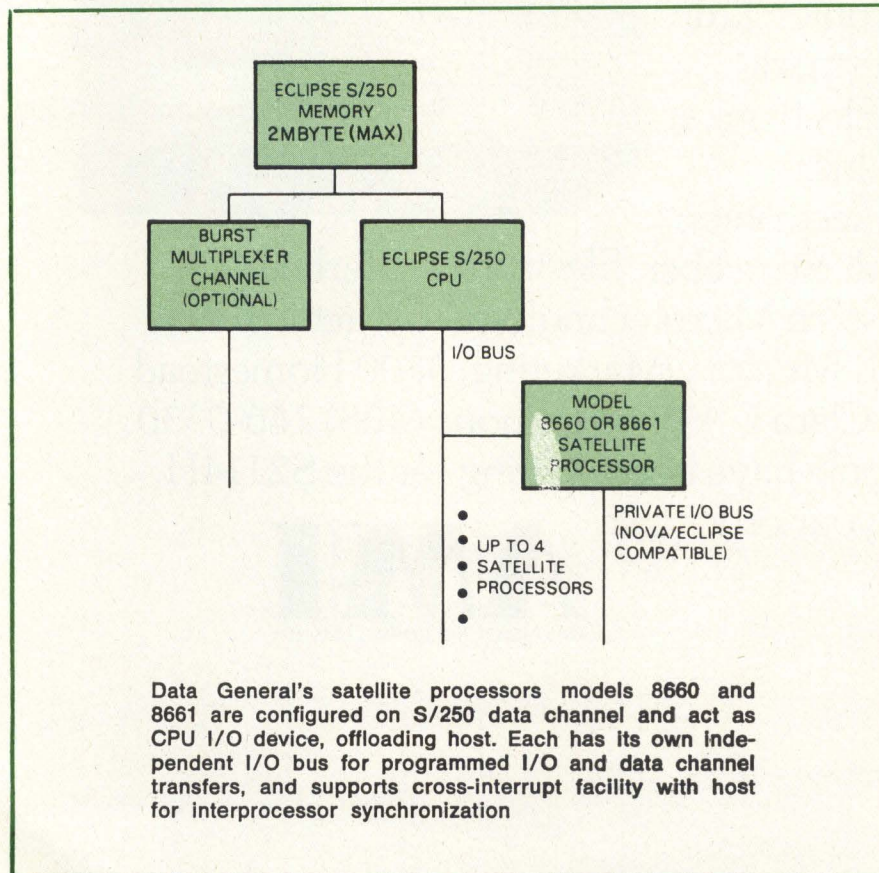 ECLIPSE S/250
MEMORY
2MBYTE (MAX)
BURST
MULTIPLEXER
CHANNEL
(OPTIONAL)
ECLIPSE S/250
CPU
I/O BUS
MODEL
8660 OR 8661
SATELLITE
PROCESSOR
PRIVATE I/O BUS
(NOVA/ECLIPSE
COMPATIBLE)
UP TO 4
SATELLITE
PROCESSORS
Data General's satellite processors models 8660 and
8661 are configured on S/250 data channel and act as
CPU I/O device, offloading host. Each has its own inde-
pendent I/O bus for programmed I/O and data channel
transfers, and supports cross-interrupt facility with host
for interprocessor synchronization